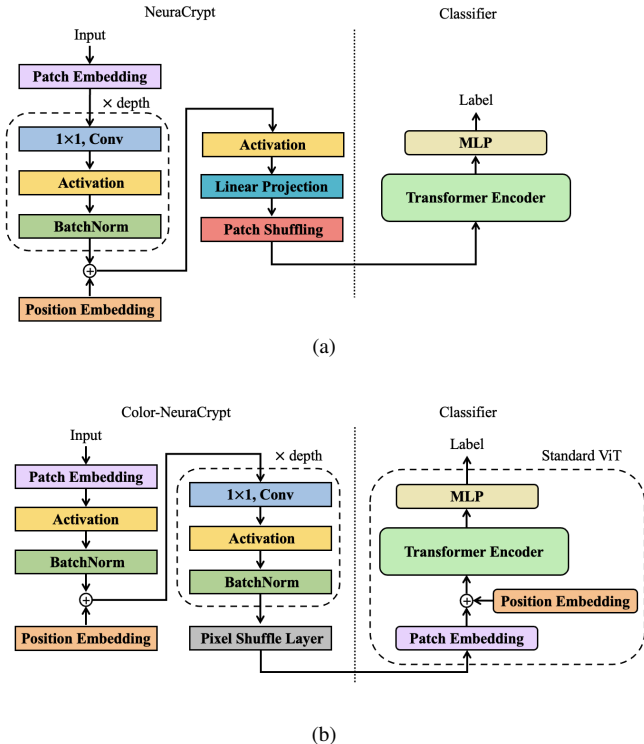 NeuraCrypt
Classifier
Input
Patch Embedding
× depth
1×1, Conv
Activation
BatchNorm
Position Embedding
Activation
Linear Projection
Patch Shuffling
Label
MLP
Transformer Encoder
(a)
Color-NeuraCrypt
Classifier
Input
Patch Embedding
Activation
BatchNorm
Position Embedding
× depth
1×1, Conv
Activation
BatchNorm
Pixel Shuffle Layer
Label
Standard ViT
MLP
Transformer Encoder
Position Embedding
Patch Embedding
(b)